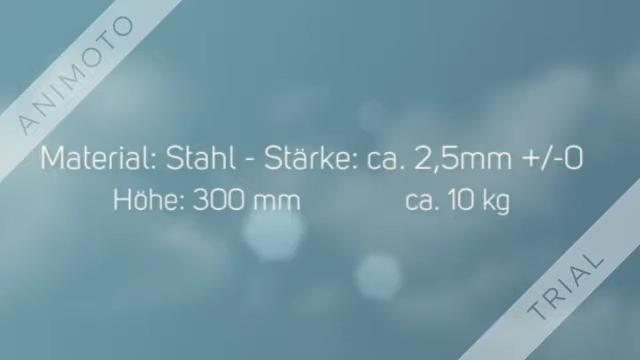 ANIMOTO
Material: Stahl - Stärke: ca. 2,5mm +/-0
Höhe: 300 mm ca. 10 kg
TRIAL